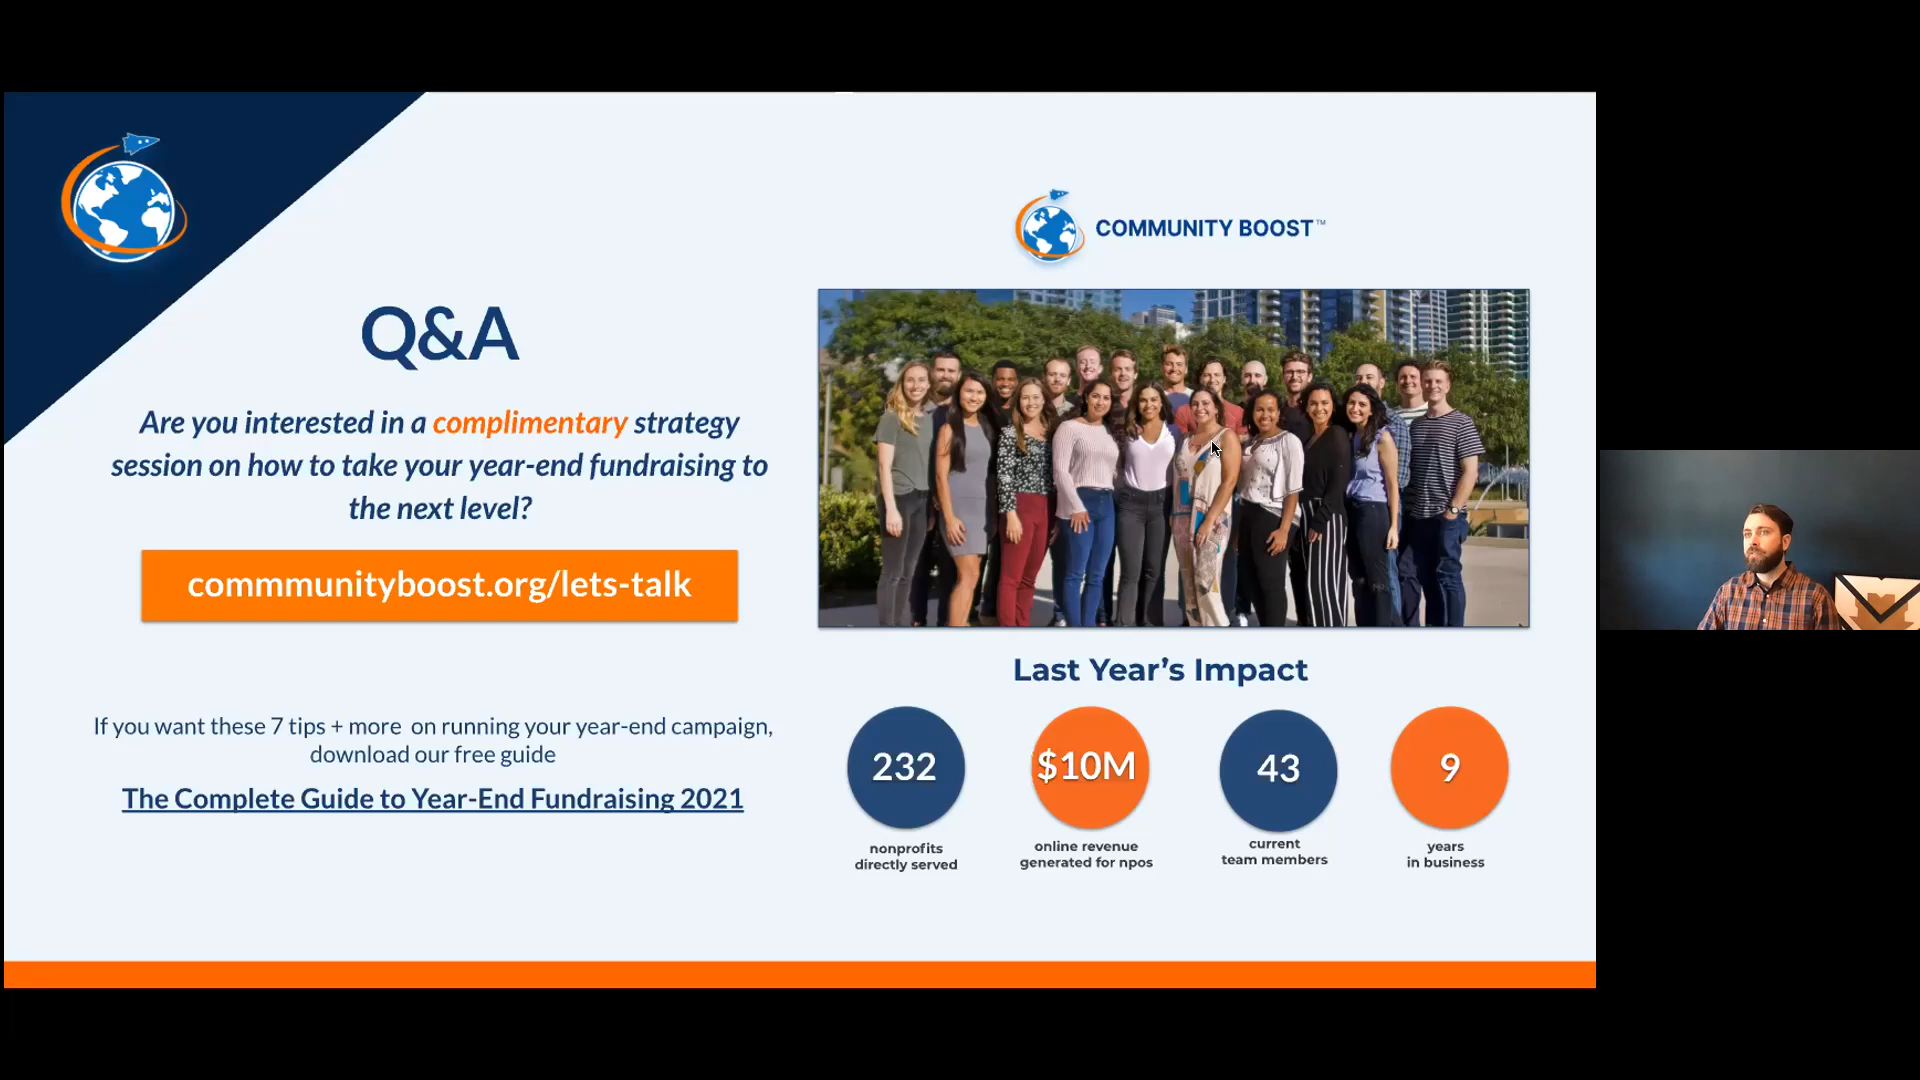 Q&A
Are you interested in a complimentary strategy
session on how to take your year-end fundraising to
the next level?
commmunityboost.org/lets-talk
If you want these 7 tips + more on running your year-end campaign,
download our free guide
The Complete Guide to Year-End Fundraising 2021
COMMUNITY BOOST™
Last Year’s Impact
232
nonprofits
directly served
$10M
online revenue
generated for npos
43
current
team members
9
years
in business